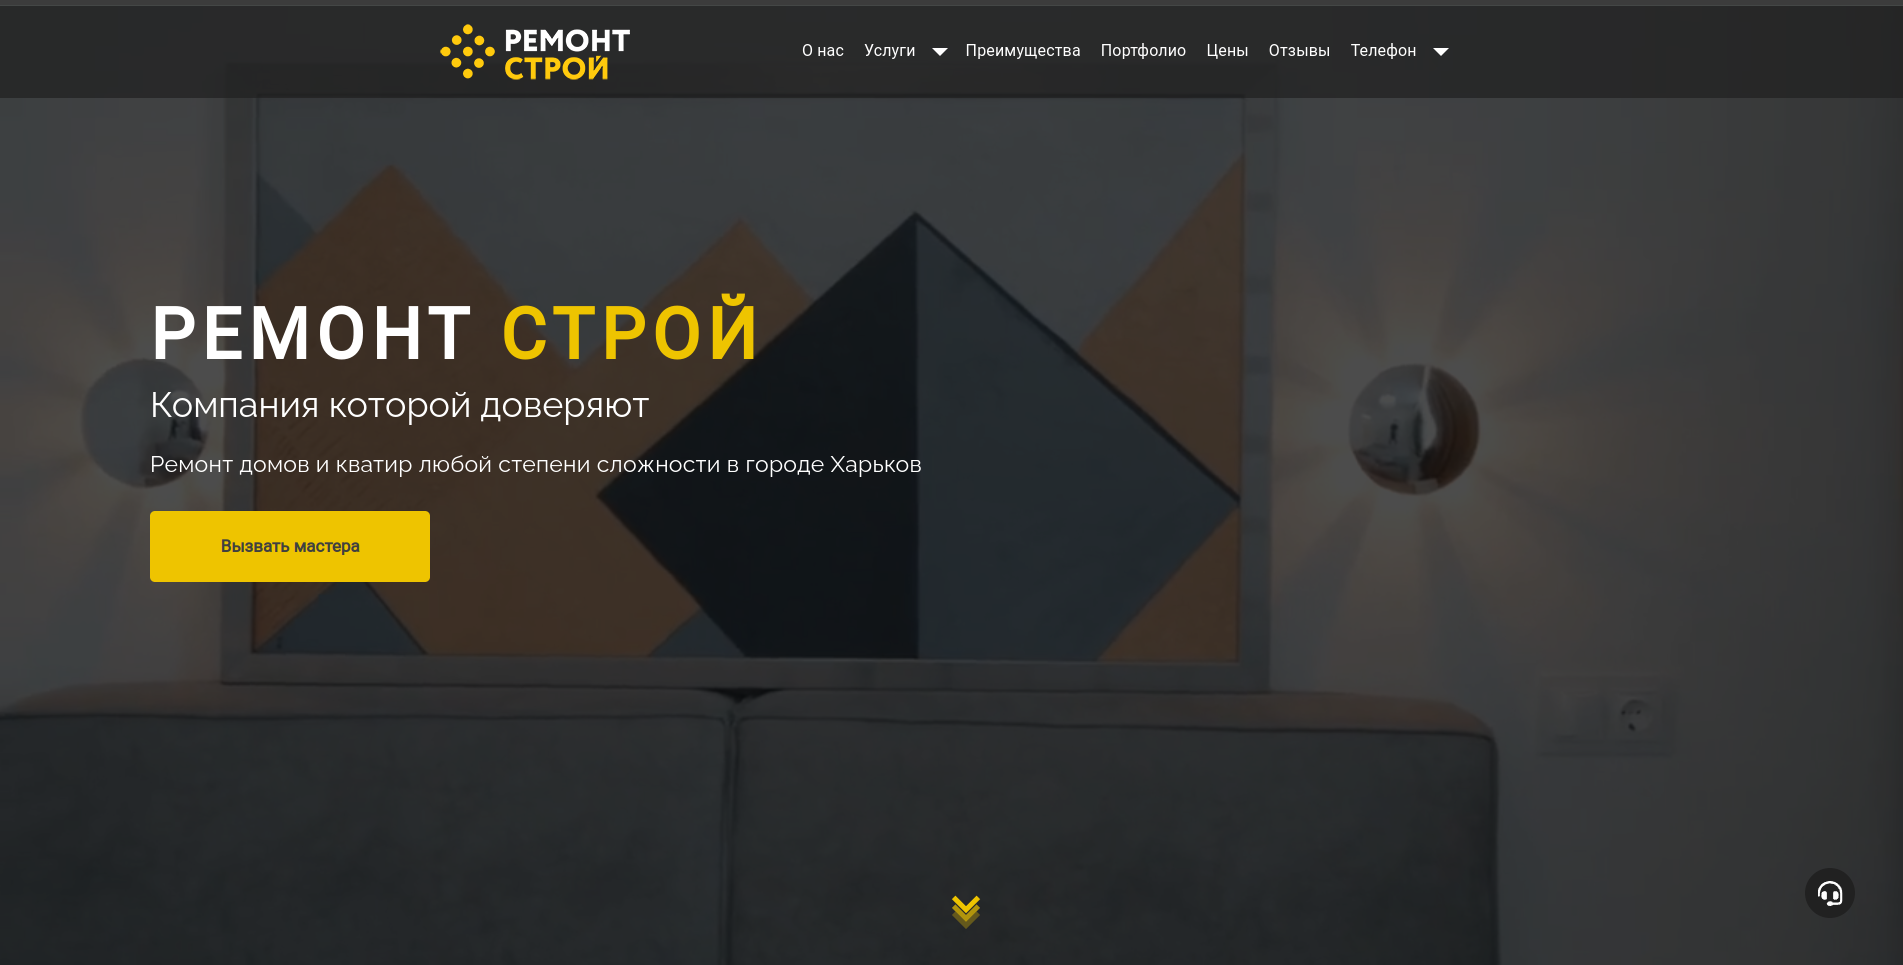 РЕМОНТ
СТРОЙ
О нас Услуги Преимущества Портфолио Цены Отзывы Телефон
РЕМОНТ СТРОЙ
Компания которой доверяют
Ремонт домов и кватир любой степени сложности в городе Харьков
Вызвать мастера